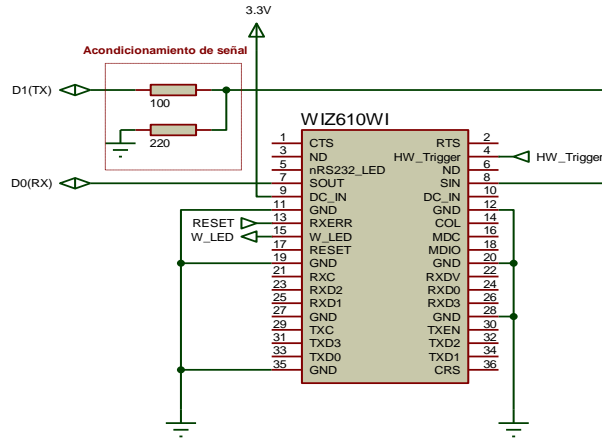 3.3V
Acondicionamiento de señal
D1(TX)
100
220
D0(RX)
WIZ610WI
1 CTS RTS 2
3 ND HW_Trigger 4 HW_Trigger
5 nRS232_LED ND 6
7 SOUT SIN 8
9 DC_IN DC_IN 10
11 GND GND 12
RESET 13 RXERR COL 14
W_LED 15 W_LED MDC 16
17 RESET MDIO 18
19 GND GND 20
21 RXC RXDV 22
23 RXD2 RXD0 24
25 RXD1 RXD3 26
27 GND GND 28
29 TXC TXEN 30
31 TXD3 TXD2 32
33 TXD0 TXD1 34
35 GND CRS 36